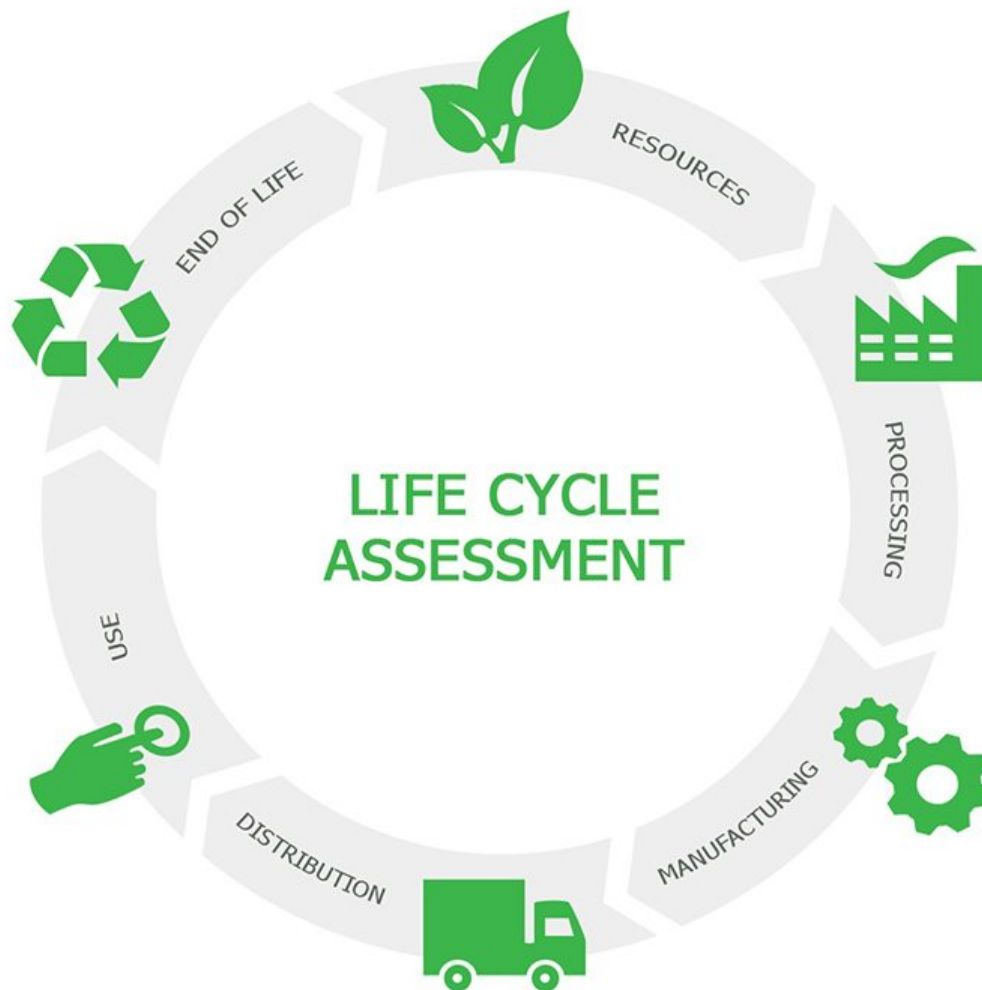 LIFE CYCLE
ASSESSMENT
RESOURCES
PROCESSING
MANUFACTURING
DISTRIBUTION
USE
END OF LIFE